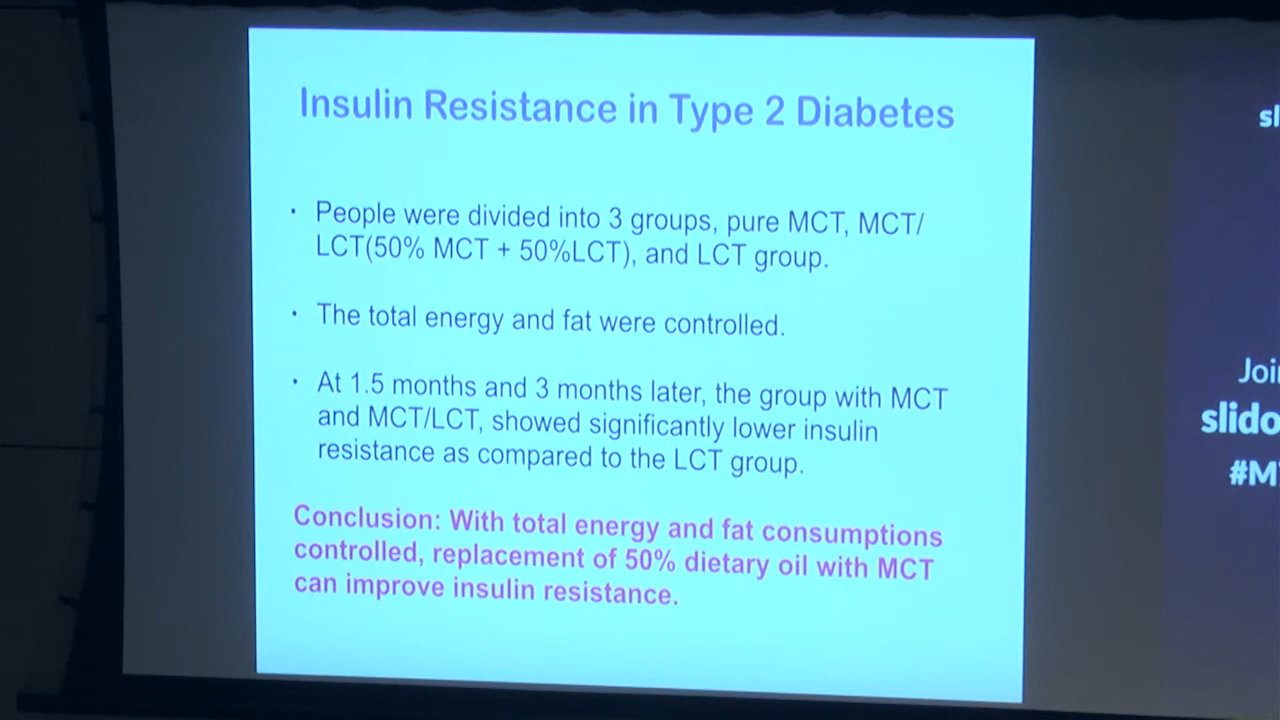 Insulin Resistance in Type 2 Diabetes
· People were divided into 3 groups, pure MCT, MCT/
LCT(50% MCT + 50%LCT), and LCT group.
· The total energy and fat were controlled.
· At 1.5 months and 3 months later, the group with MCT
and MCT/LCT, showed significantly lower insulin
resistance as compared to the LCT group.
Conclusion: With total energy and fat consumptions
controlled, replacement of 50% dietary oil with MCT
can improve insulin resistance.
slido